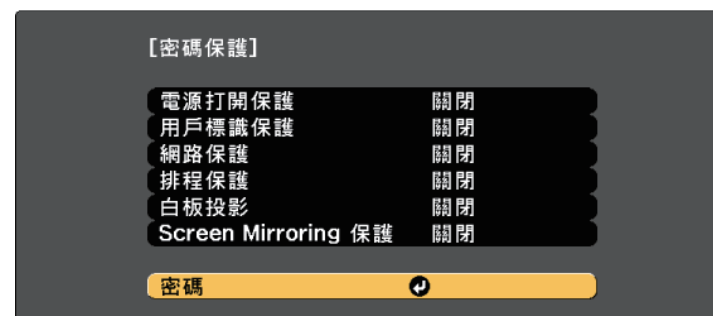 [密碼保護]
電源打開保護 關閉
用戶標識保護 關閉
網路保護 關閉
排程保護 關閉
白板投影 關閉
Screen Mirroring 保護 關閉
密碼